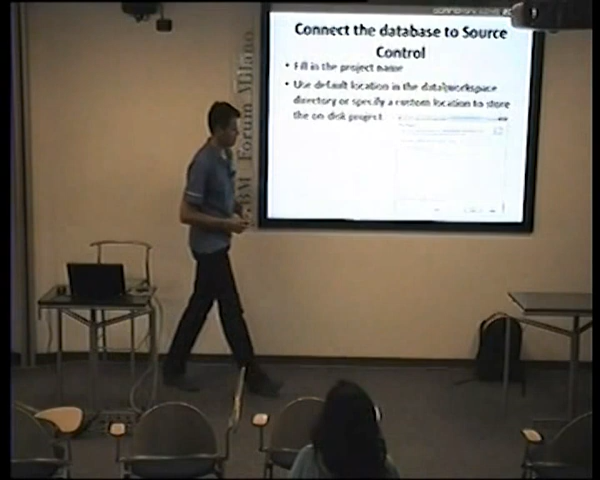 Connect the database to Source
Control
• Fill in the project name
• Use default location in the data\workspace
directory or specify a custom location to store
the on disk project
IBM Forum Milano